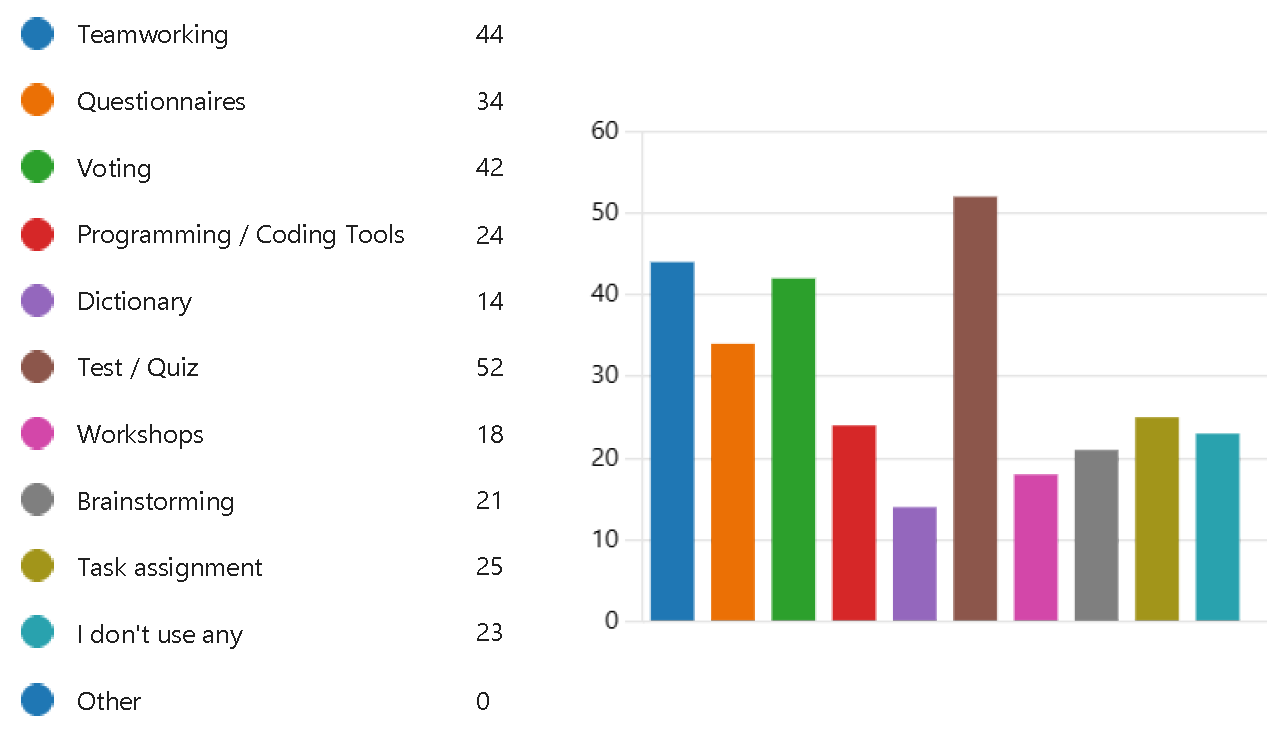 Teamworking 44
Questionnaires 34
Voting 42
Programming / Coding Tools 24
Dictionary 14
Test / Quiz 52
Workshops 18
Brainstorming 21
Task assignment 25
I don't use any 23
Other 0
60
50
40
30
20
10
0